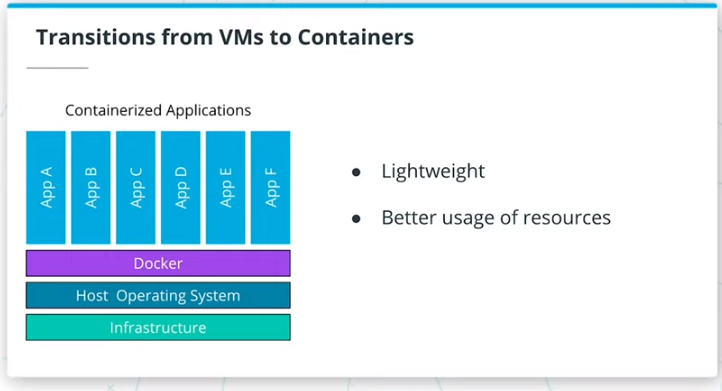 Transitions from VMs to Containers
Containerized Applications
App A
App B
App C
App D
App E
App F
Docker
Host Operating System
Infrastructure
● Lightweight
● Better usage of resources